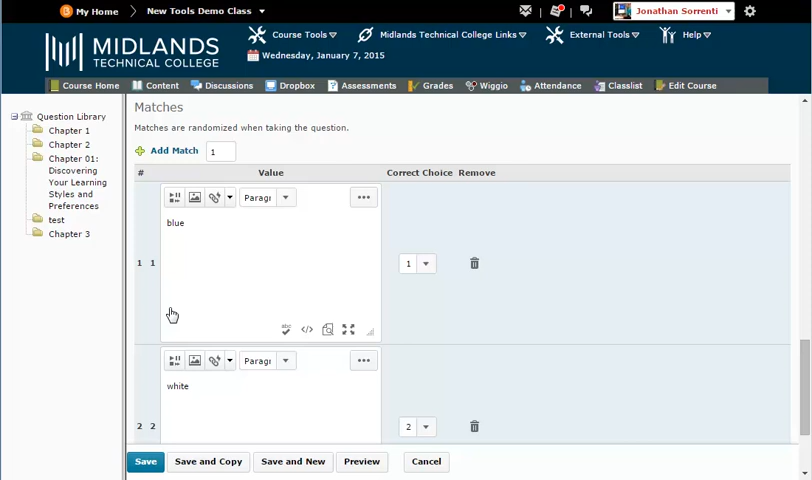 My Home
New Tools Demo Class
Jonathan Sorrenti
MIDLANDS
TECHNICAL COLLEGE
Course Tools
Midlands Technical College Links
External Tools
Help
Wednesday, January 7, 2015
Course Home
Content
Discussions
Dropbox
Assessments
Grades
Wiggio
Attendance
Classlist
Edit Course
Question Library
Chapter 1
Chapter 2
Chapter 01:
Discovering
Your Learning
Styles and
Preferences
test
Chapter 3
Matches
Matches are randomized when taking the question.
Add Match 1
# Value Correct Choice Remove
Paragr
blue
1 1 1
abc
Paragr
white
2 2 2
Save
Save and Copy
Save and New
Preview
Cancel